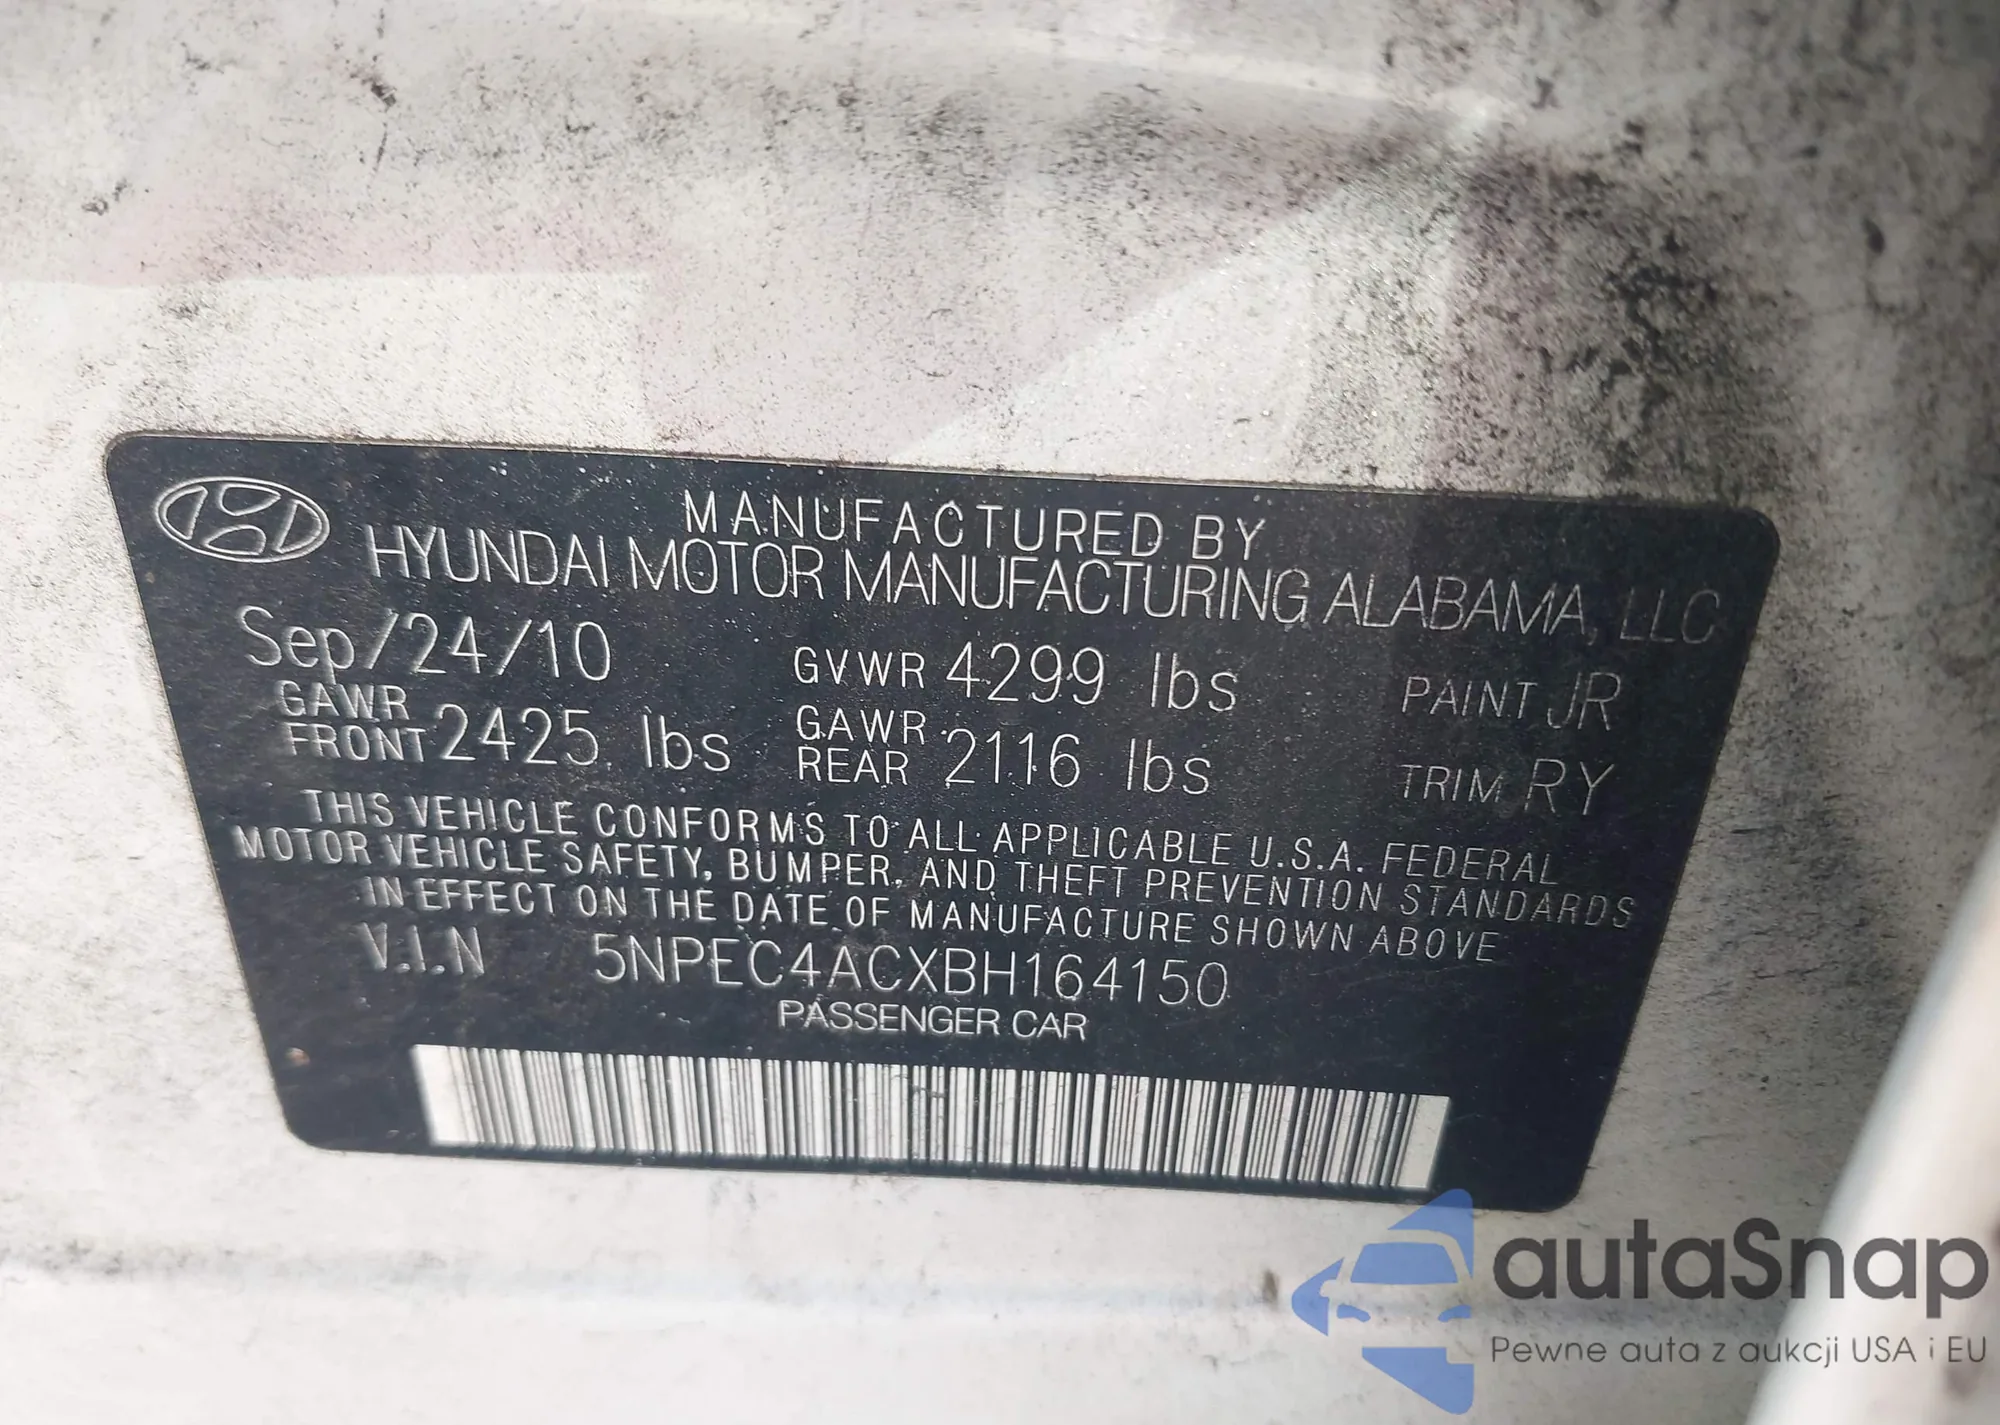 MANUFACTURED BY
HYUNDAI MOTOR MANUFACTURING ALABAMA, LLC
Sep/24/10 GVWR 4299 lbs PAINT JR
GAWR FRONT 2425 lbs GAWR REAR 2116 lbs TRIM RY
THIS VEHICLE CONFORMS TO ALL APPLICABLE U.S.A. FEDERAL
MOTOR VEHICLE SAFETY, BUMPER, AND THEFT PREVENTION STANDARDS
IN EFFECT ON THE DATE OF MANUFACTURE SHOWN ABOVE
V.I.N 5NPEC4ACXBH164150
PASSENGER CAR
autaSnap
Pewne auta z aukcji USA i EU